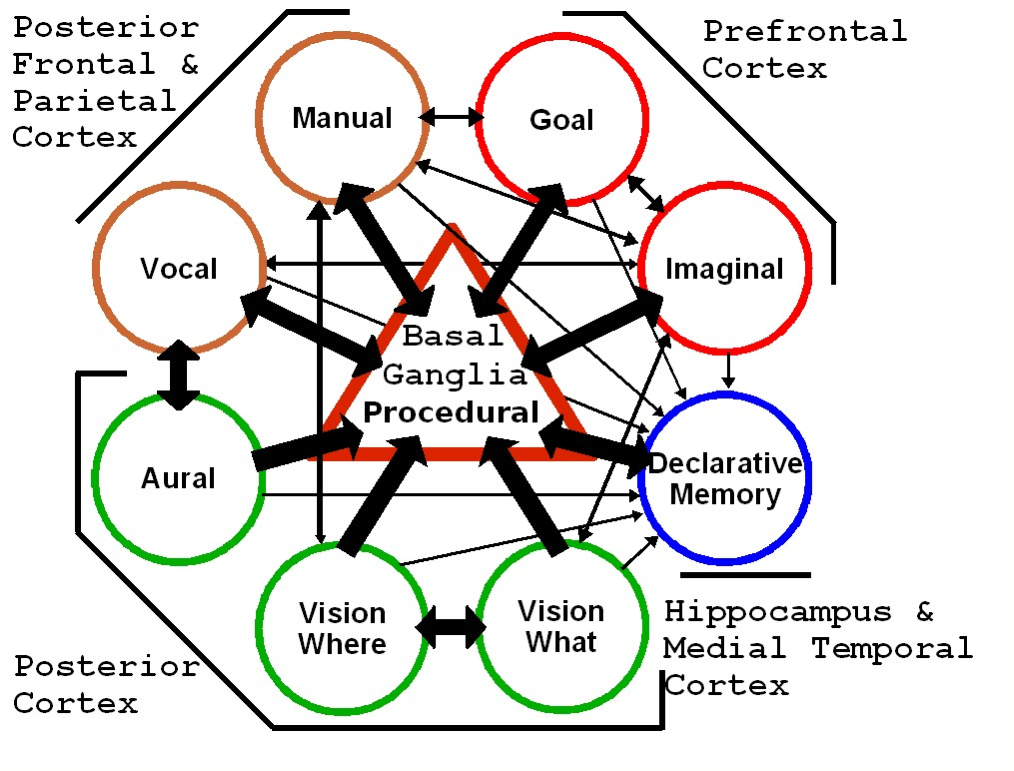 Posterior
Frontal &
Parietal
Cortex
Prefrontal
Cortex
Manual
Goal
Vocal
Imaginal
Basal
Ganglia
Procedural
Aural
Declarative
Memory
Vision
Where
Vision
What
Hippocampus &
Medial Temporal
Cortex
Posterior
Cortex